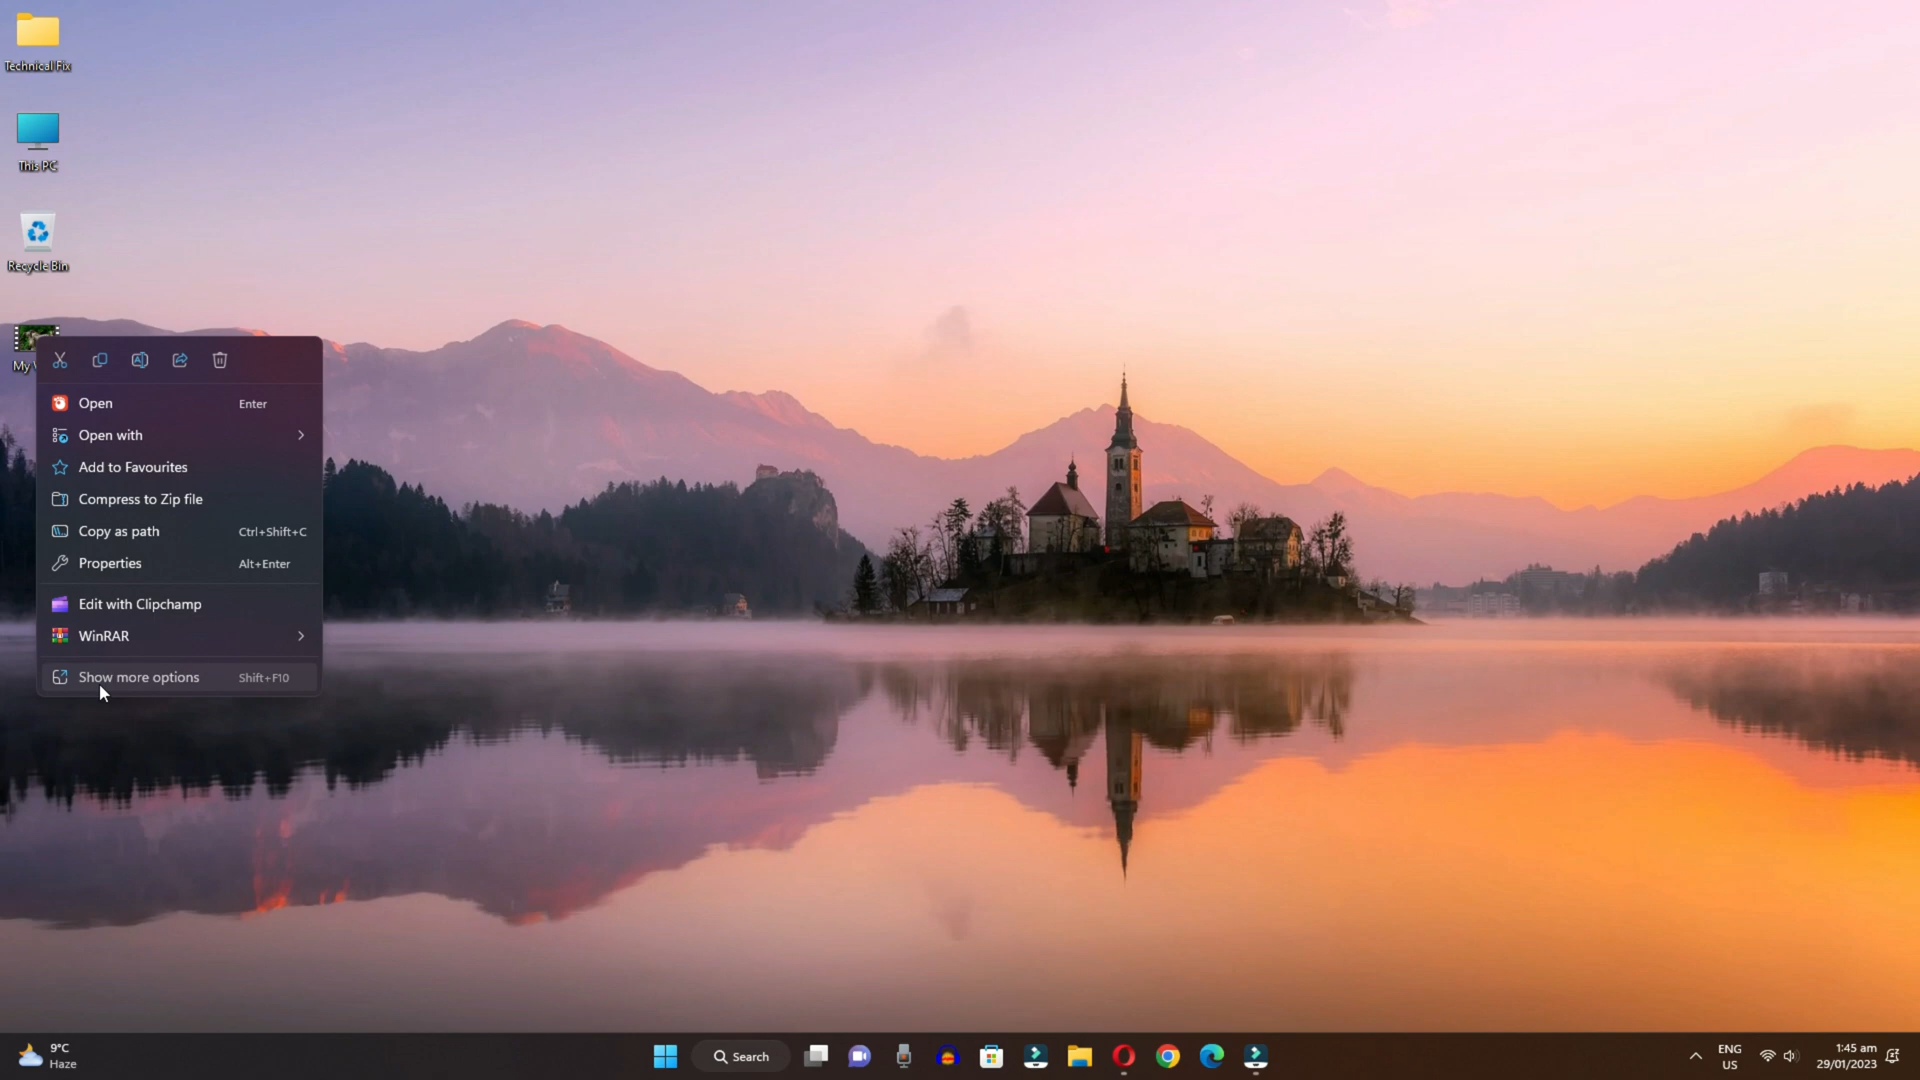 Technical Fix
This PC
Recycle Bin
My
Open Enter
Open with
Add to Favourites
Compress to Zip file
Copy as path Ctrl+Shift+C
Properties Alt+Enter
Edit with Clipchamp
WinRAR
Show more options Shift+F10
9°C
Haze
Search
ENG
US
1:45 am
29/01/2023